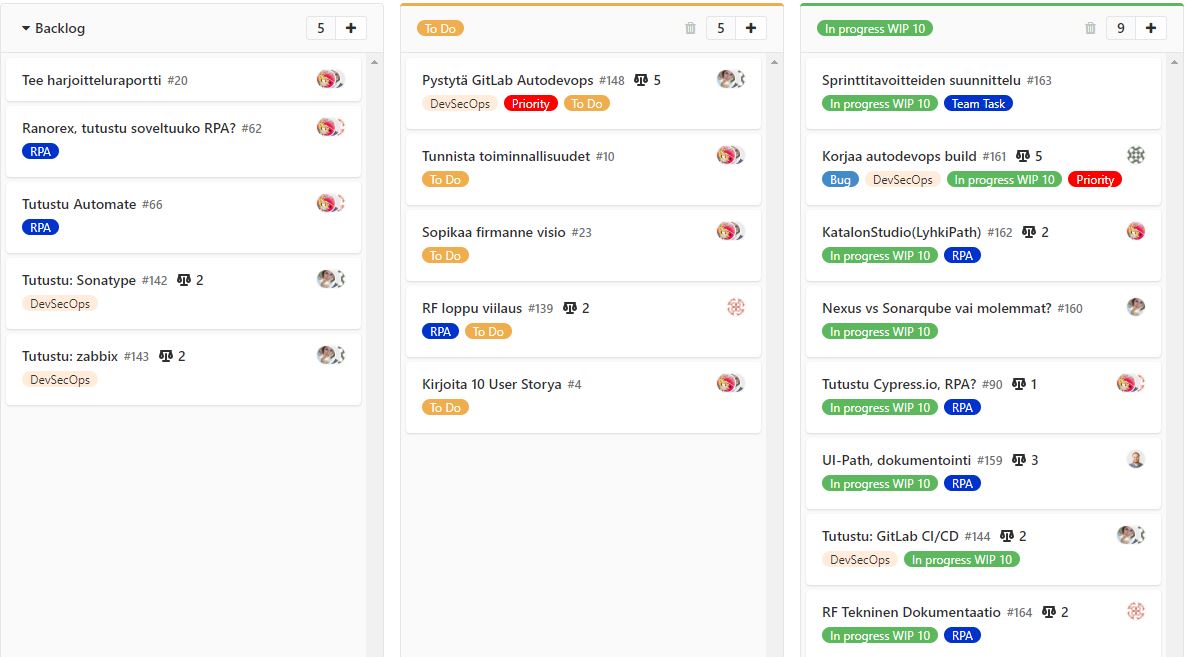 Backlog 5
Tee harjoitteluraportti #20
Ranorex, tutustu soveltuuko RPA? #62
RPA
Tutustu Automate #66
RPA
Tutustu: Sonatype #142 2
DevSecOps
Tutustu: zabbix #143 2
DevSecOps
To Do 5
Pystytä GitLab Autodevops #148 5
DevSecOps Priority To Do
Tunnista toiminnallisuudet #10
To Do
Sopikaa firmanne visio #23
To Do
RF loppu viilaus #139 2
RPA To Do
Kirjoita 10 User Storya #4
To Do
In progress WIP 10 9
Sprinttitavoitteiden suunnittelu #163
In progress WIP 10 Team Task
Korjaa autodevops build #161 5
Bug DevSecOps In progress WIP 10 Priority
KatalonStudio(LyhkiPath) #162 2
In progress WIP 10 RPA
Nexus vs Sonarqube vai molemmat? #160
In progress WIP 10
Tutustu Cypress.io, RPA? #90 1
In progress WIP 10 RPA
UI-Path, dokumentointi #159 3
In progress WIP 10 RPA
Tutustu: GitLab CI/CD #144 2
DevSecOps In progress WIP 10
RF Tekninen Dokumentaatio #164 2
In progress WIP 10 RPA